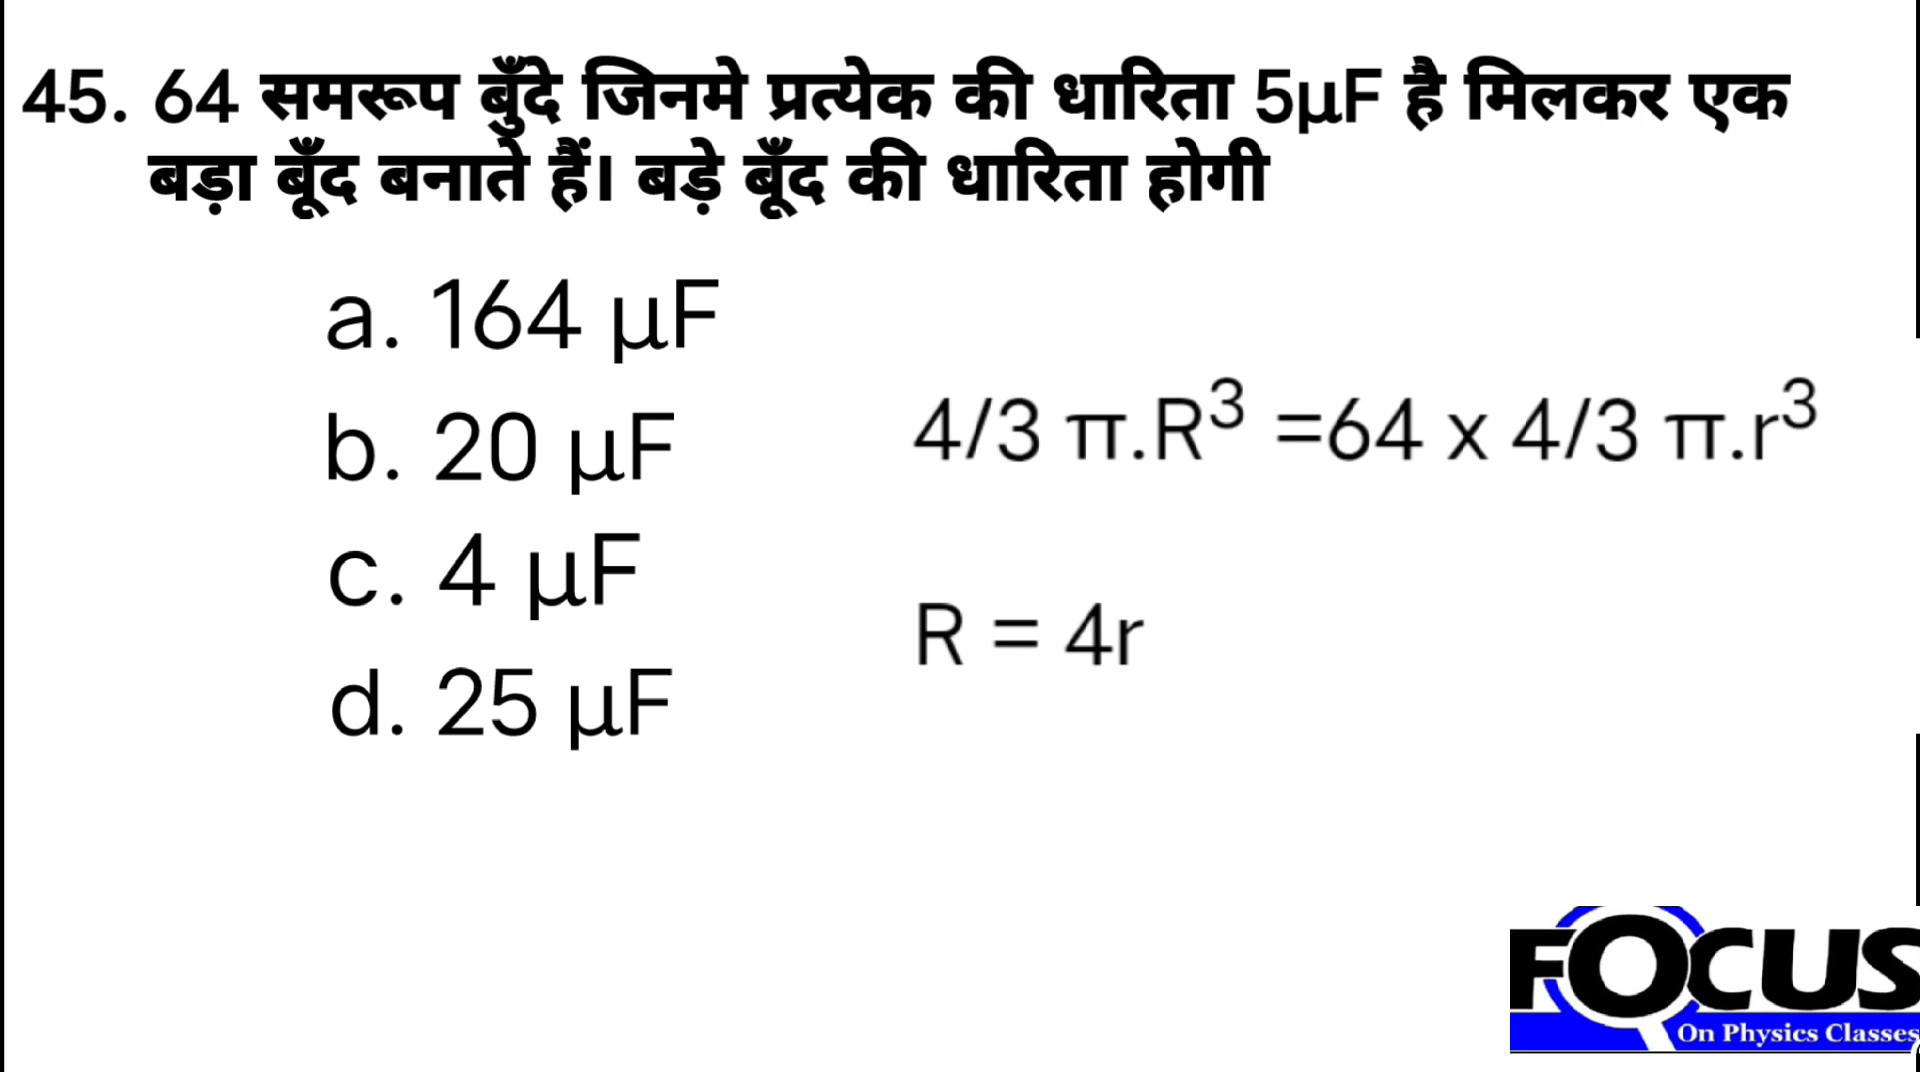 45. 64 समरूप बुँदे जिनमे प्रत्येक की धारिता 5μF है मिलकर एक
बड़ा बूँद बनाते हैं। बड़े बूँद की धारिता होगी
a. 164 μF
b. 20 μF
c. 4 μF
d. 25 μF
4/3 π.R³ =64 x 4/3 π.r³
R = 4r
FOCUS
On Physics Classes